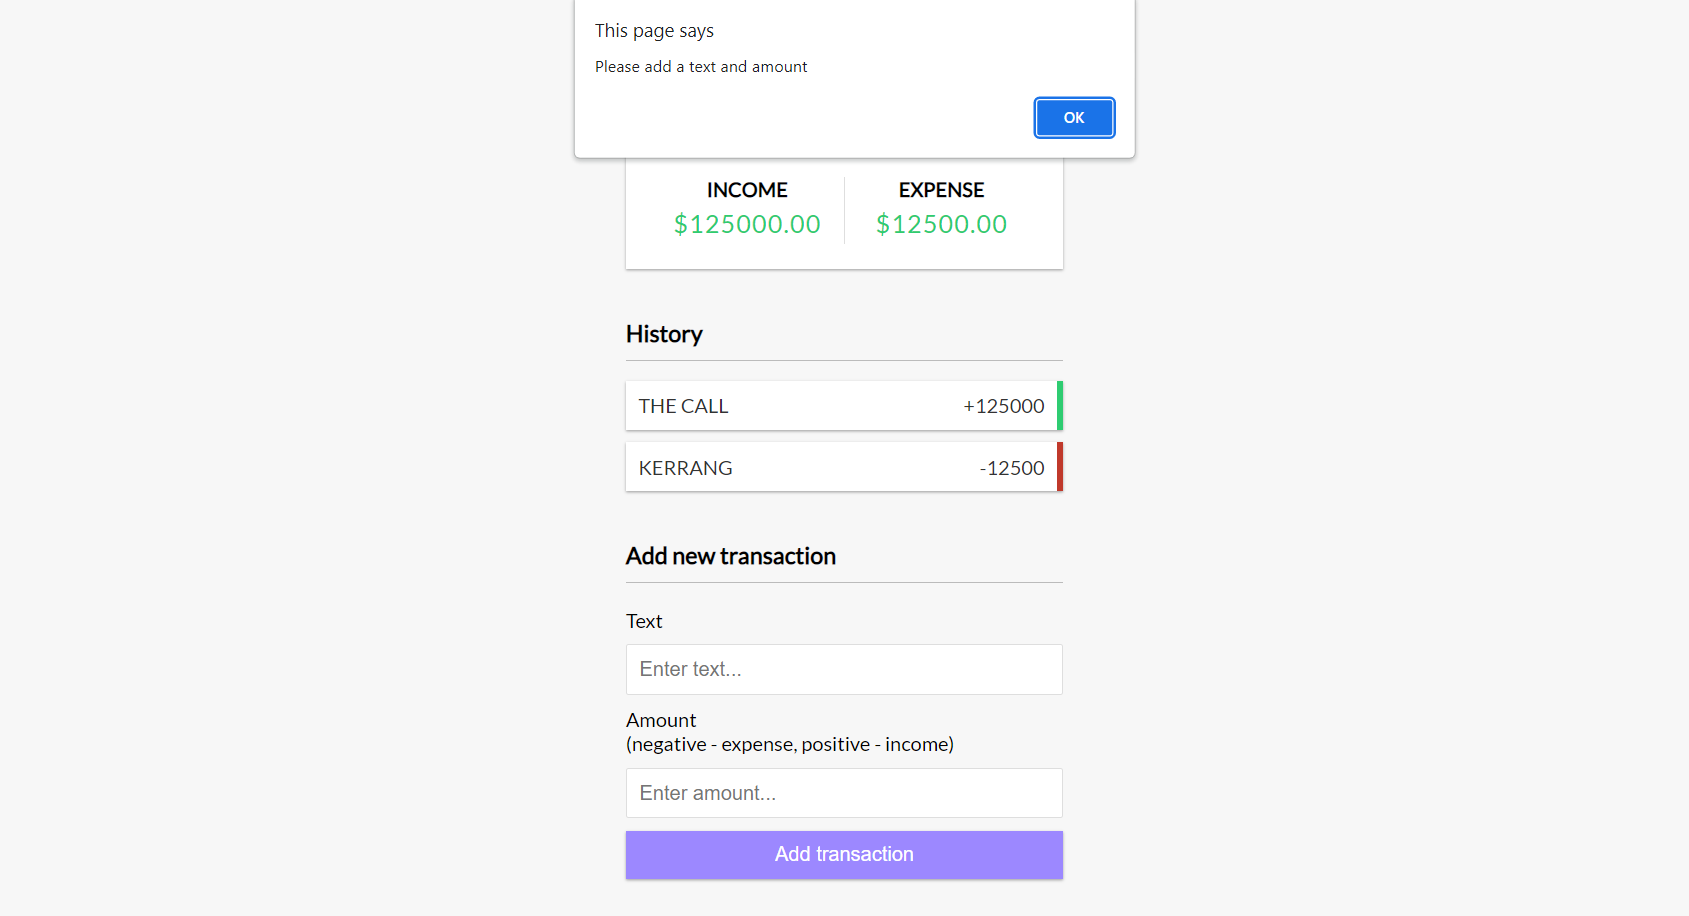 This page says
Please add a text and amount
OK
INCOME
$125000.00
EXPENSE
$12500.00
History
THE CALL +125000
KERRANG -12500
Add new transaction
Text
Enter text...
Amount
(negative - expense, positive - income)
Enter amount...
Add transaction